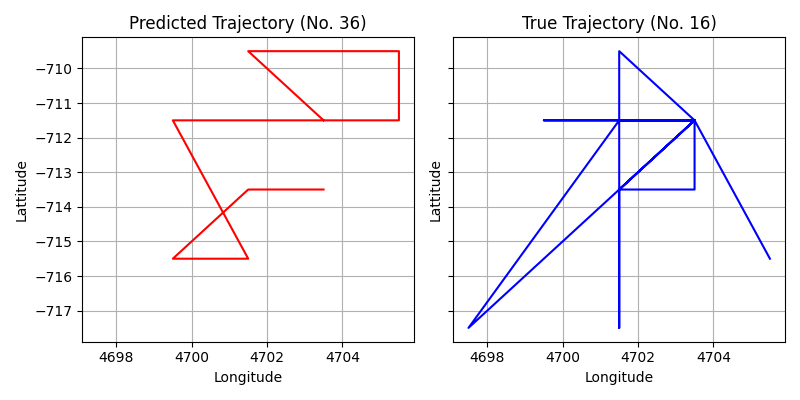 Predicted Trajectory (No. 36)
True Trajectory (No. 16)
−710
−711
−712
−713
−714
−715
−716
−717
Lattitude
Lattitude
4698 4700 4702 4704
4698 4700 4702 4704
Longitude
Longitude